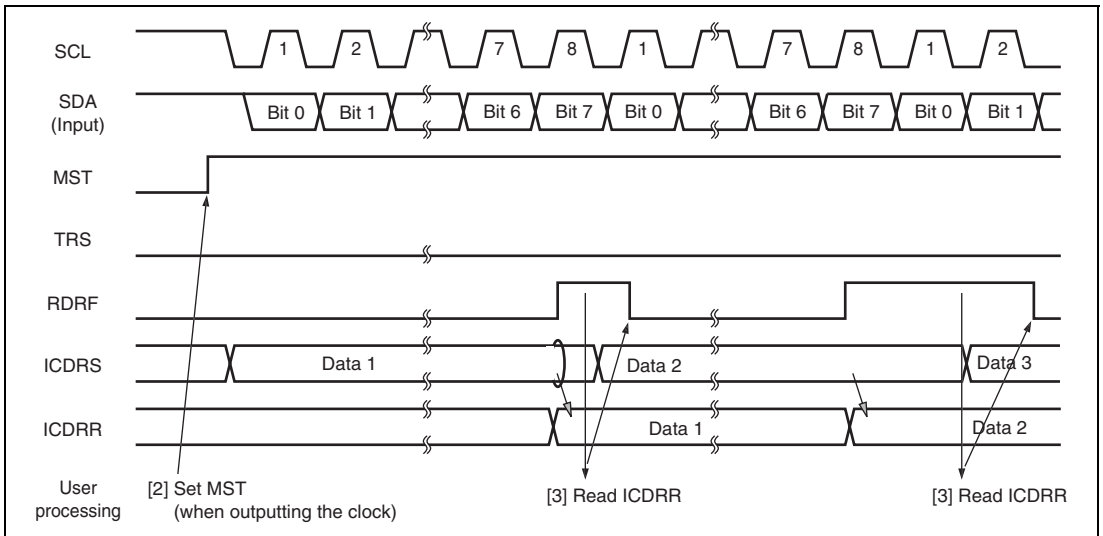 SCL 1 2 7 8 1 7 8 1 2
SDA
(Input)
Bit 0 Bit 1 Bit 6 Bit 7 Bit 0 Bit 6 Bit 7 Bit 0 Bit 1
MST
TRS
RDRF
ICDRS Data 1 Data 2 Data 3
ICDRR Data 1 Data 2
User
processing
[2] Set MST
(when outputting the clock)
[3] Read ICDRR
[3] Read ICDRR